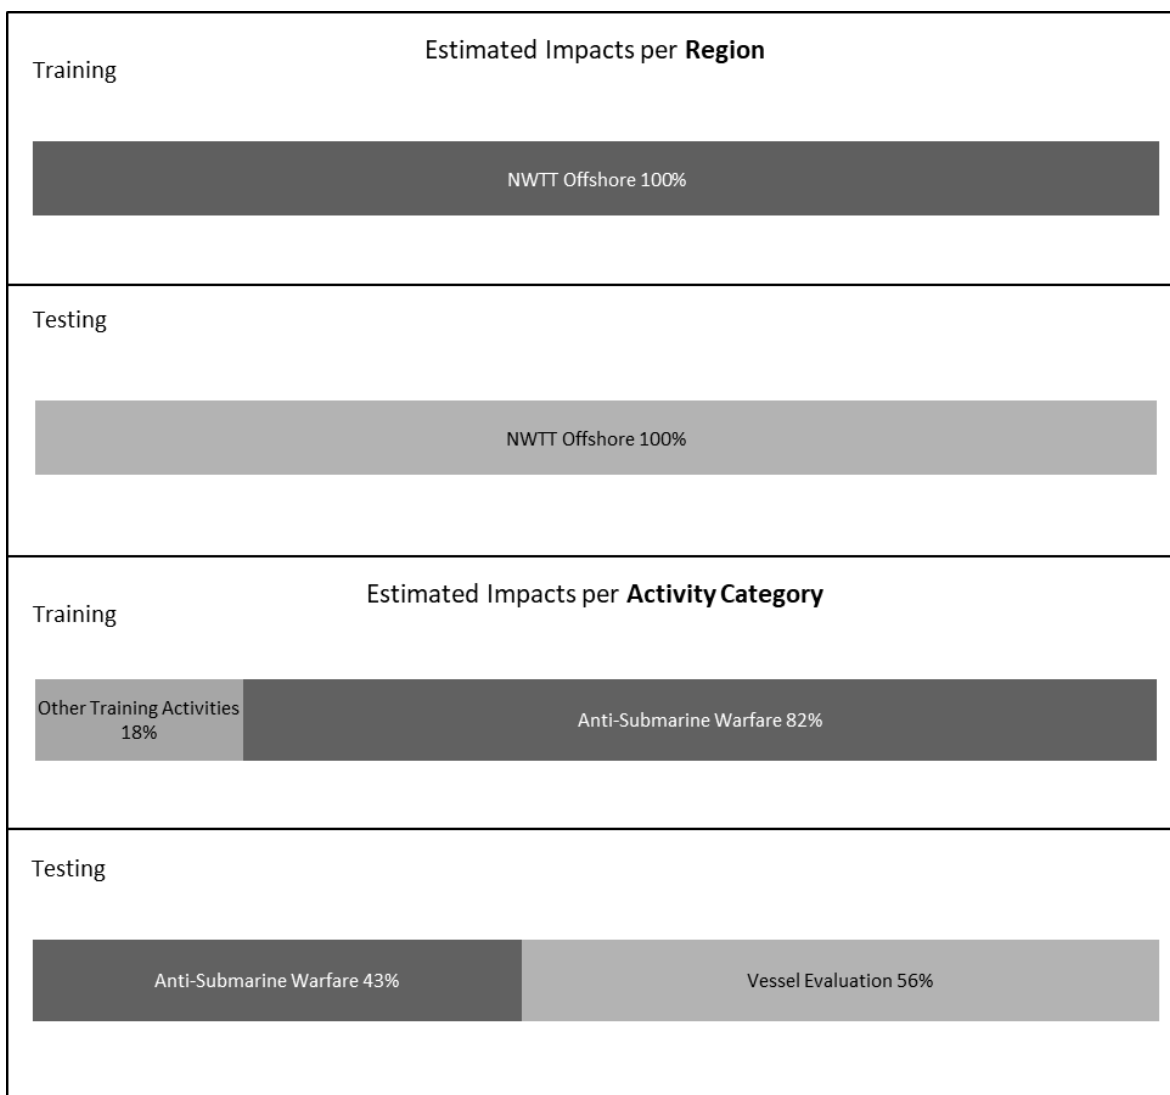 Estimated Impacts per Region
Training
NWTT Offshore 100%
Testing
NWTT Offshore 100%
Estimated Impacts per Activity Category
Training
Other Training Activities
18%
Anti-Submarine Warfare 82%
Testing
Anti-Submarine Warfare 43%
Vessel Evaluation 56%